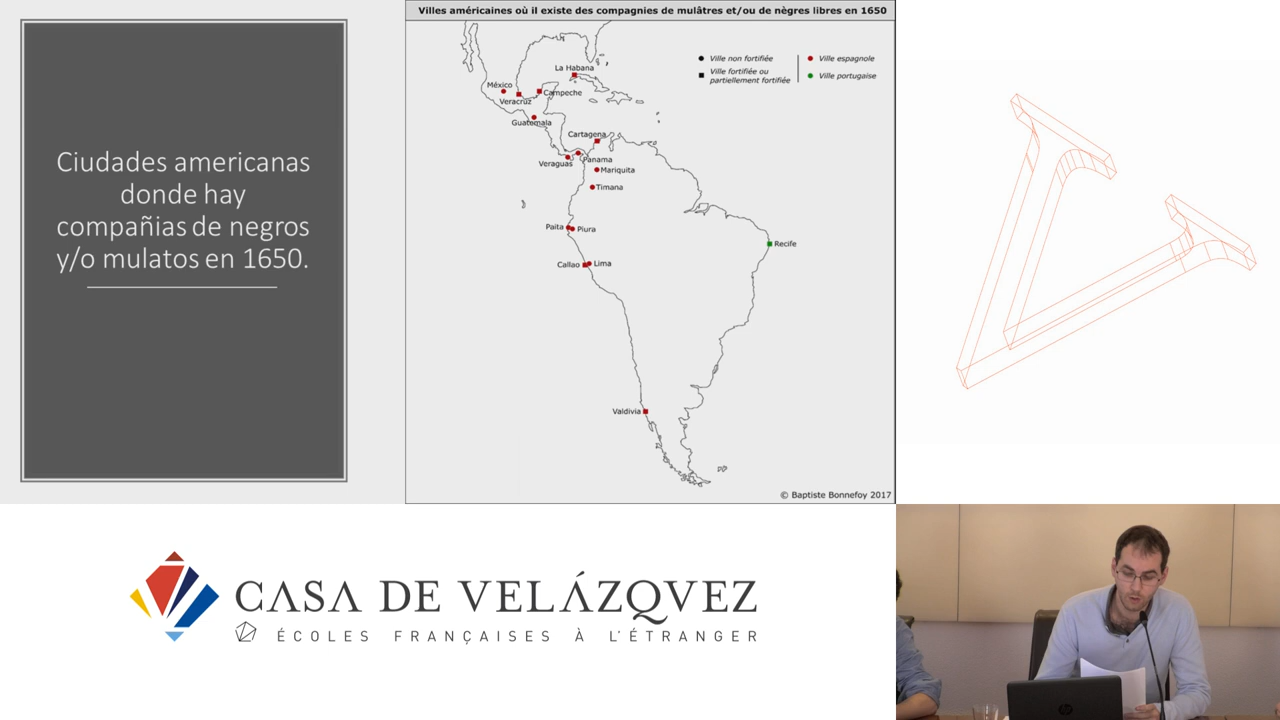 Ciudades americanas
donde hay
compañias de negros
y/o mulatos en 1650.
Villes américaines où il existe des compagnies de mulâtres et/ou de nègres libres en 1650
Ville non fortifiée
Ville fortifiée ou
partiellement fortifiée
Ville espagnole
Ville portugaise
La Habana
México
Veracruz
Campeche
Guatemala
Cartagena
Veraguas
Panama
Mariquita
Timana
Paita
Piura
Recife
Callao
Lima
Valdivia
© Baptiste Bonnefoy 2017
CASA DE VELÁZQVEZ
ÉCOLES FRANÇAISES À L'ÉTRANGER